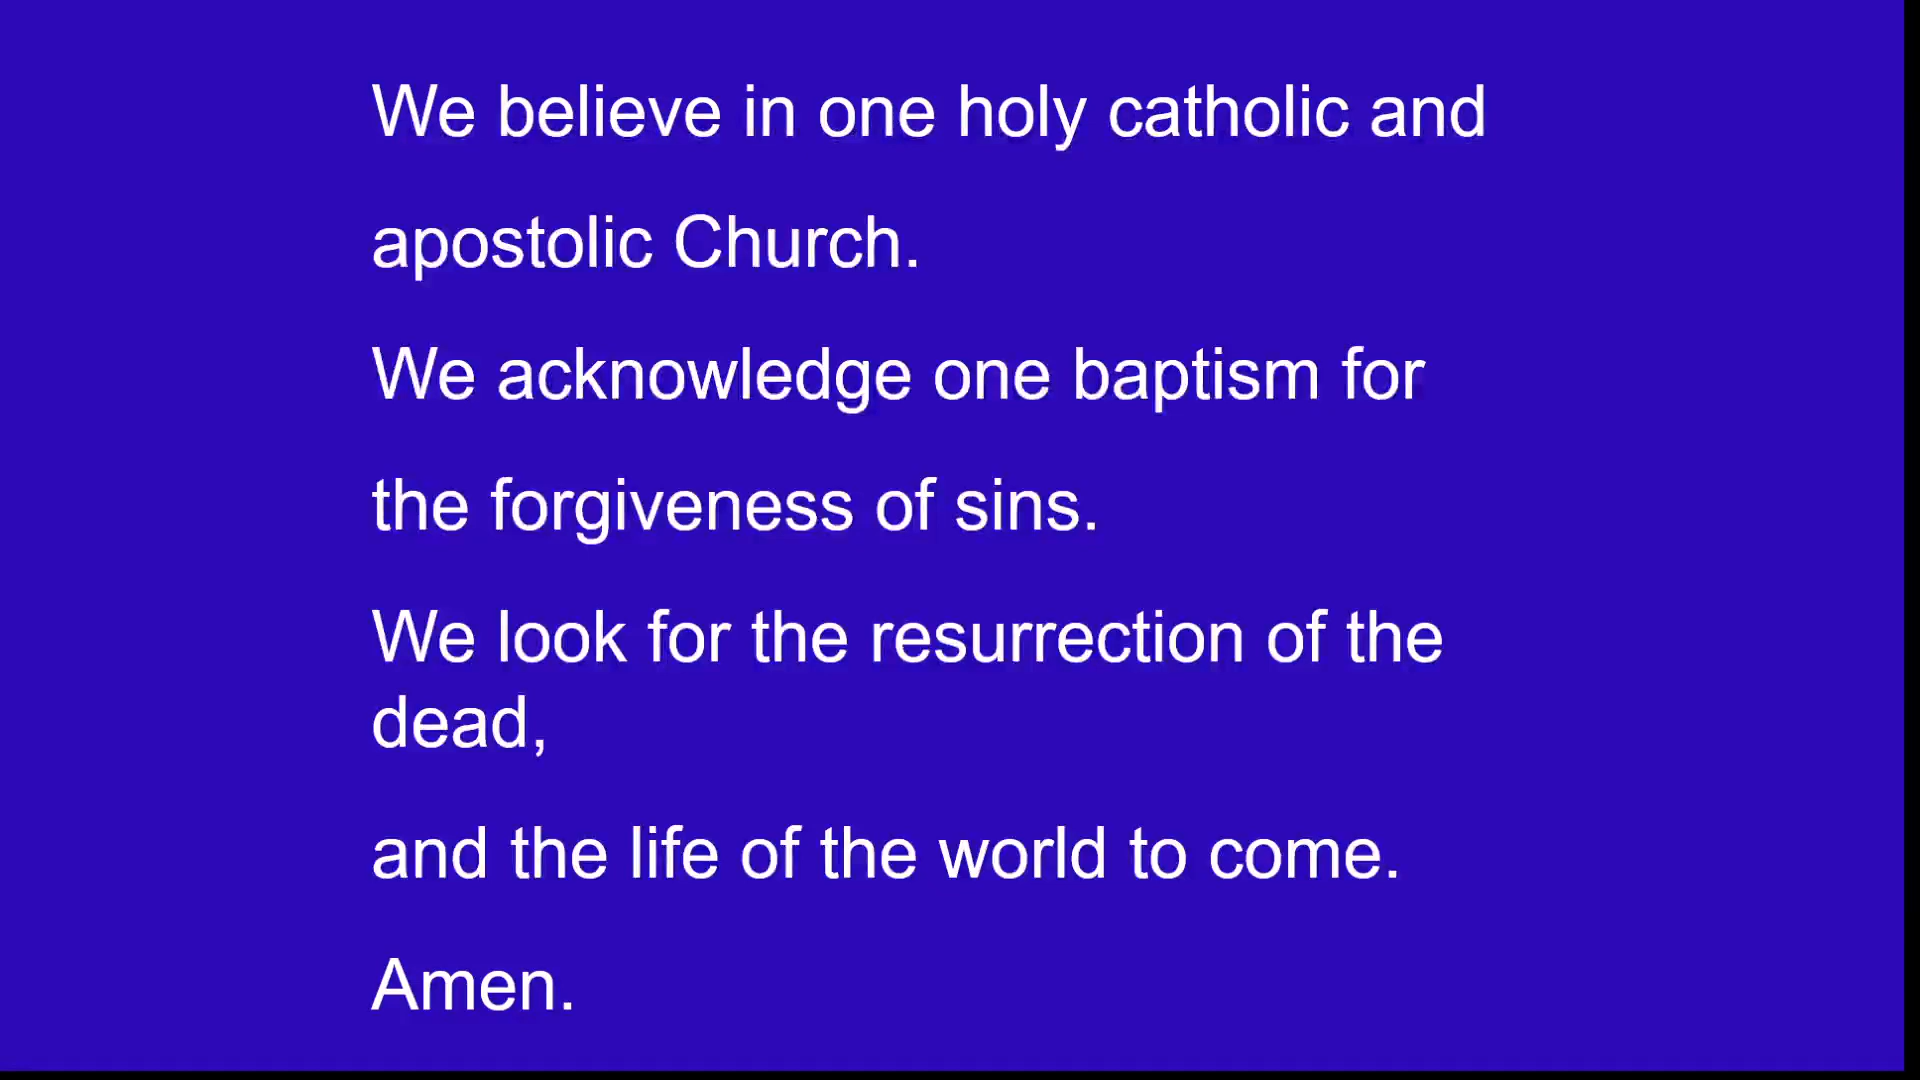 We believe in one holy catholic and
apostolic Church.
We acknowledge one baptism for
the forgiveness of sins.
We look for the resurrection of the
dead,
and the life of the world to come.
Amen.